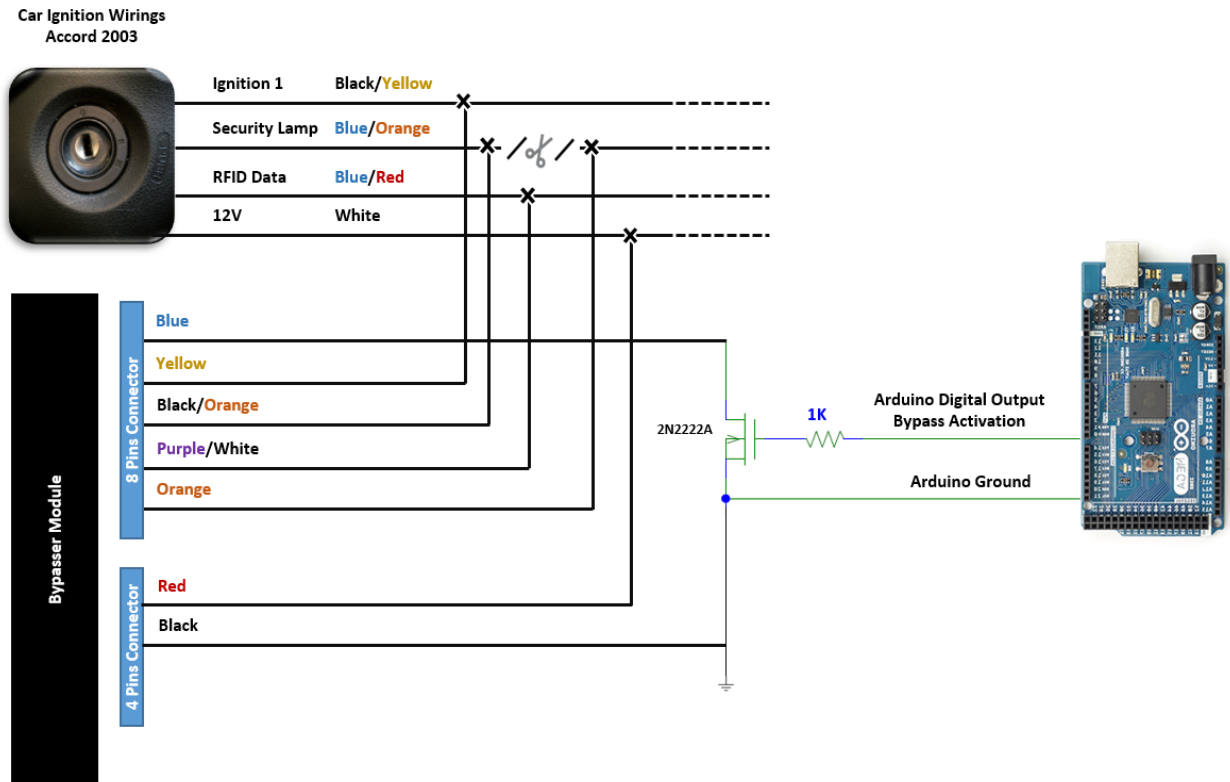 Car Ignition Wirings
Accord 2003
Ignition 1 Black/Yellow
Security Lamp Blue/Orange
RFID Data Blue/Red
12V White
Bypasser Module
8 Pins Connector
Blue
Yellow
Black/Orange
Purple/White
Orange
4 Pins Connector
Red
Black
2N2222A
1K
Arduino Digital Output
Bypass Activation
Arduino Ground
ARDUINO
MEGA